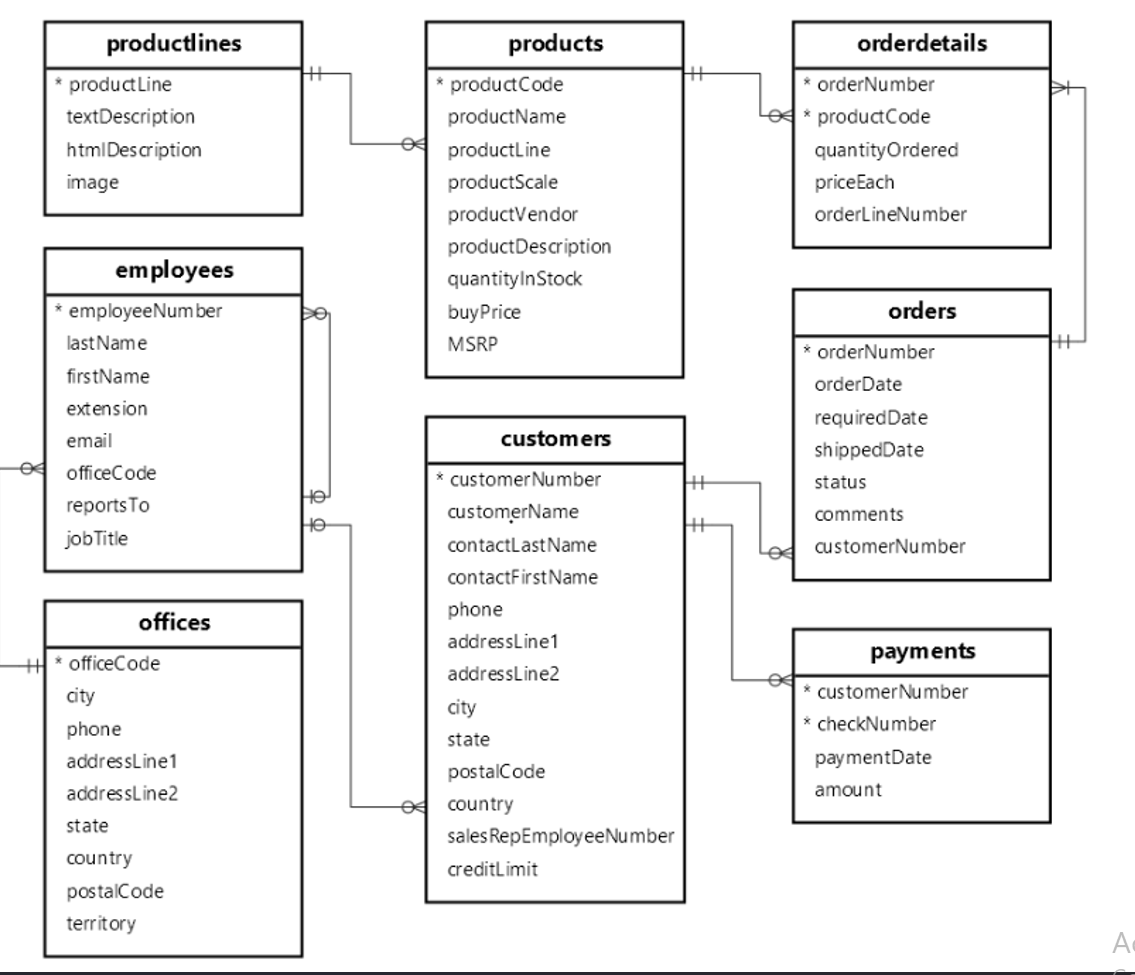 productlines
* productLine
textDescription
htmlDescription
image
products
* productCode
productName
productLine
productScale
productVendor
productDescription
quantityInStock
buyPrice
MSRP
orderdetails
* orderNumber
* productCode
quantityOrdered
priceEach
orderLineNumber
employees
* employeeNumber
lastName
firstName
extension
email
officeCode
reportsTo
jobTitle
customers
* customerNumber
customerName
contactLastName
contactFirstName
phone
addressLine1
addressLine2
city
state
postalCode
country
salesRepEmployeeNumber
creditLimit
orders
* orderNumber
orderDate
requiredDate
shippedDate
status
comments
customerNumber
offices
* officeCode
city
phone
addressLine1
addressLine2
state
country
postalCode
territory
payments
* customerNumber
* checkNumber
paymentDate
amount